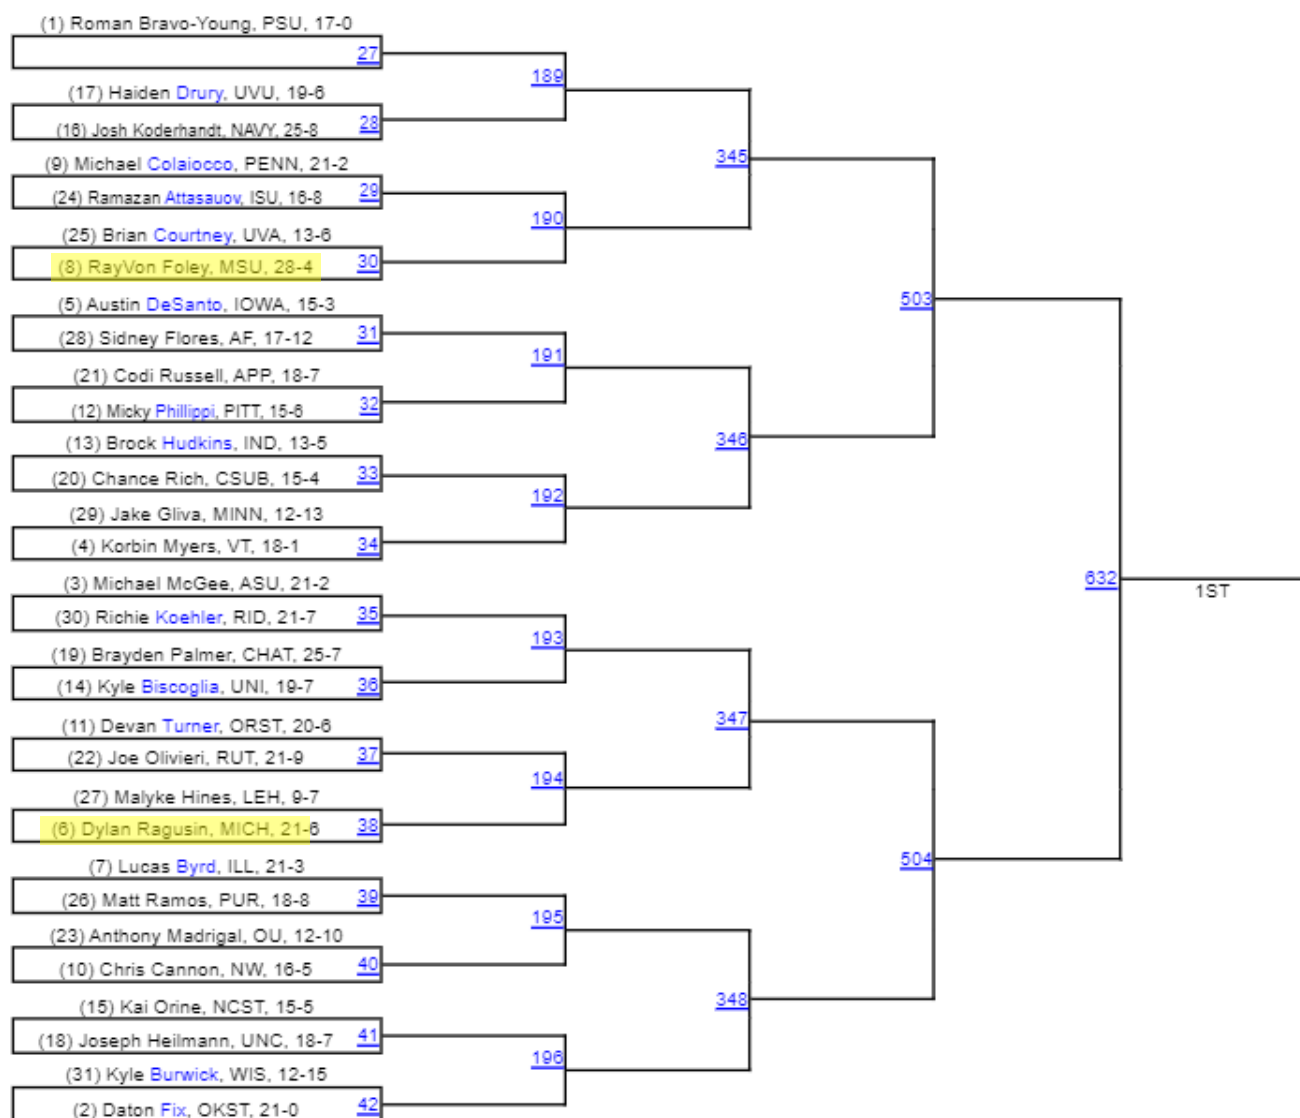 (1) Roman Bravo-Young, PSU, 17-0
27
189
(17) Haiden Drury, UVU, 19-6
(16) Josh Koderhandt, NAVY, 25-8 28
345
(9) Michael Colaiocco, PENN, 21-2
(24) Ramazan Attasauov, ISU, 16-8 29
190
(25) Brian Courtney, UVA, 13-6
(8) RayVon Foley, MSU, 28-4 30
503
(5) Austin DeSanto, IOWA, 15-3
(28) Sidney Flores, AF, 17-12 31
191
(21) Codi Russell, APP, 18-7
(12) Micky Phillippi, PITT, 15-6 32
346
(13) Brock Hudkins, IND, 13-5
(20) Chance Rich, CSUB, 15-4 33
192
(29) Jake Gliva, MINN, 12-13
(4) Korbin Myers, VT, 18-1 34
632
1ST
(3) Michael McGee, ASU, 21-2
(30) Richie Koehler, RID, 21-7 35
193
(19) Brayden Palmer, CHAT, 25-7
(14) Kyle Biscoglia, UNI, 19-7 36
347
(11) Devan Turner, ORST, 20-6
(22) Joe Olivieri, RUT, 21-9 37
194
(27) Malyke Hines, LEH, 9-7
(6) Dylan Ragusin, MICH, 21-6 38
504
(7) Lucas Byrd, ILL, 21-3
(26) Matt Ramos, PUR, 18-8 39
195
(23) Anthony Madrigal, OU, 12-10
(10) Chris Cannon, NW, 16-5 40
348
(15) Kai Orine, NCST, 15-5
(18) Joseph Heilmann, UNC, 18-7 41
196
(31) Kyle Burwick, WIS, 12-15
(2) Daton Fix, OKST, 21-0 42